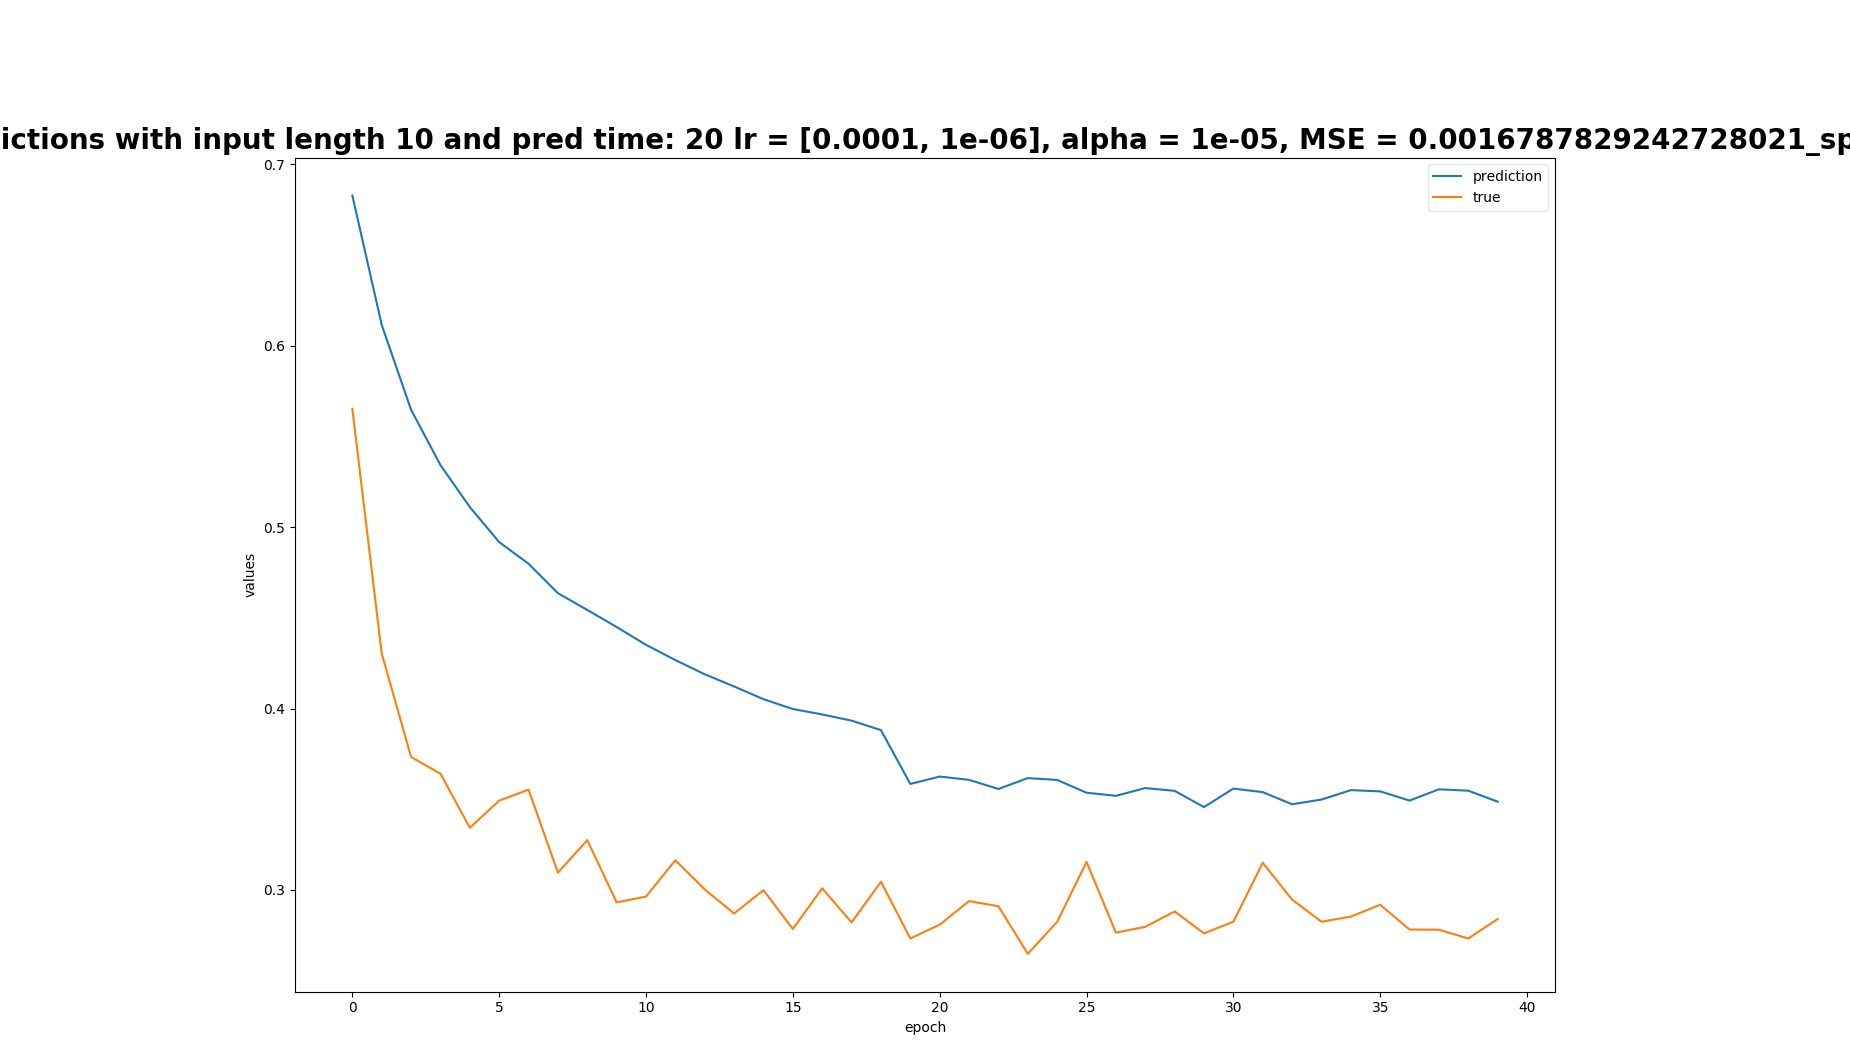 ictions with input length 10 and pred time: 20 lr = [0.0001, 1e-06], alpha = 1e-05, MSE = 0.0016787829242728021_sp
prediction
true
0.7
0.6
0.5
0.4
0.3
values
0 5 10 15 20 25 30 35 40
epoch